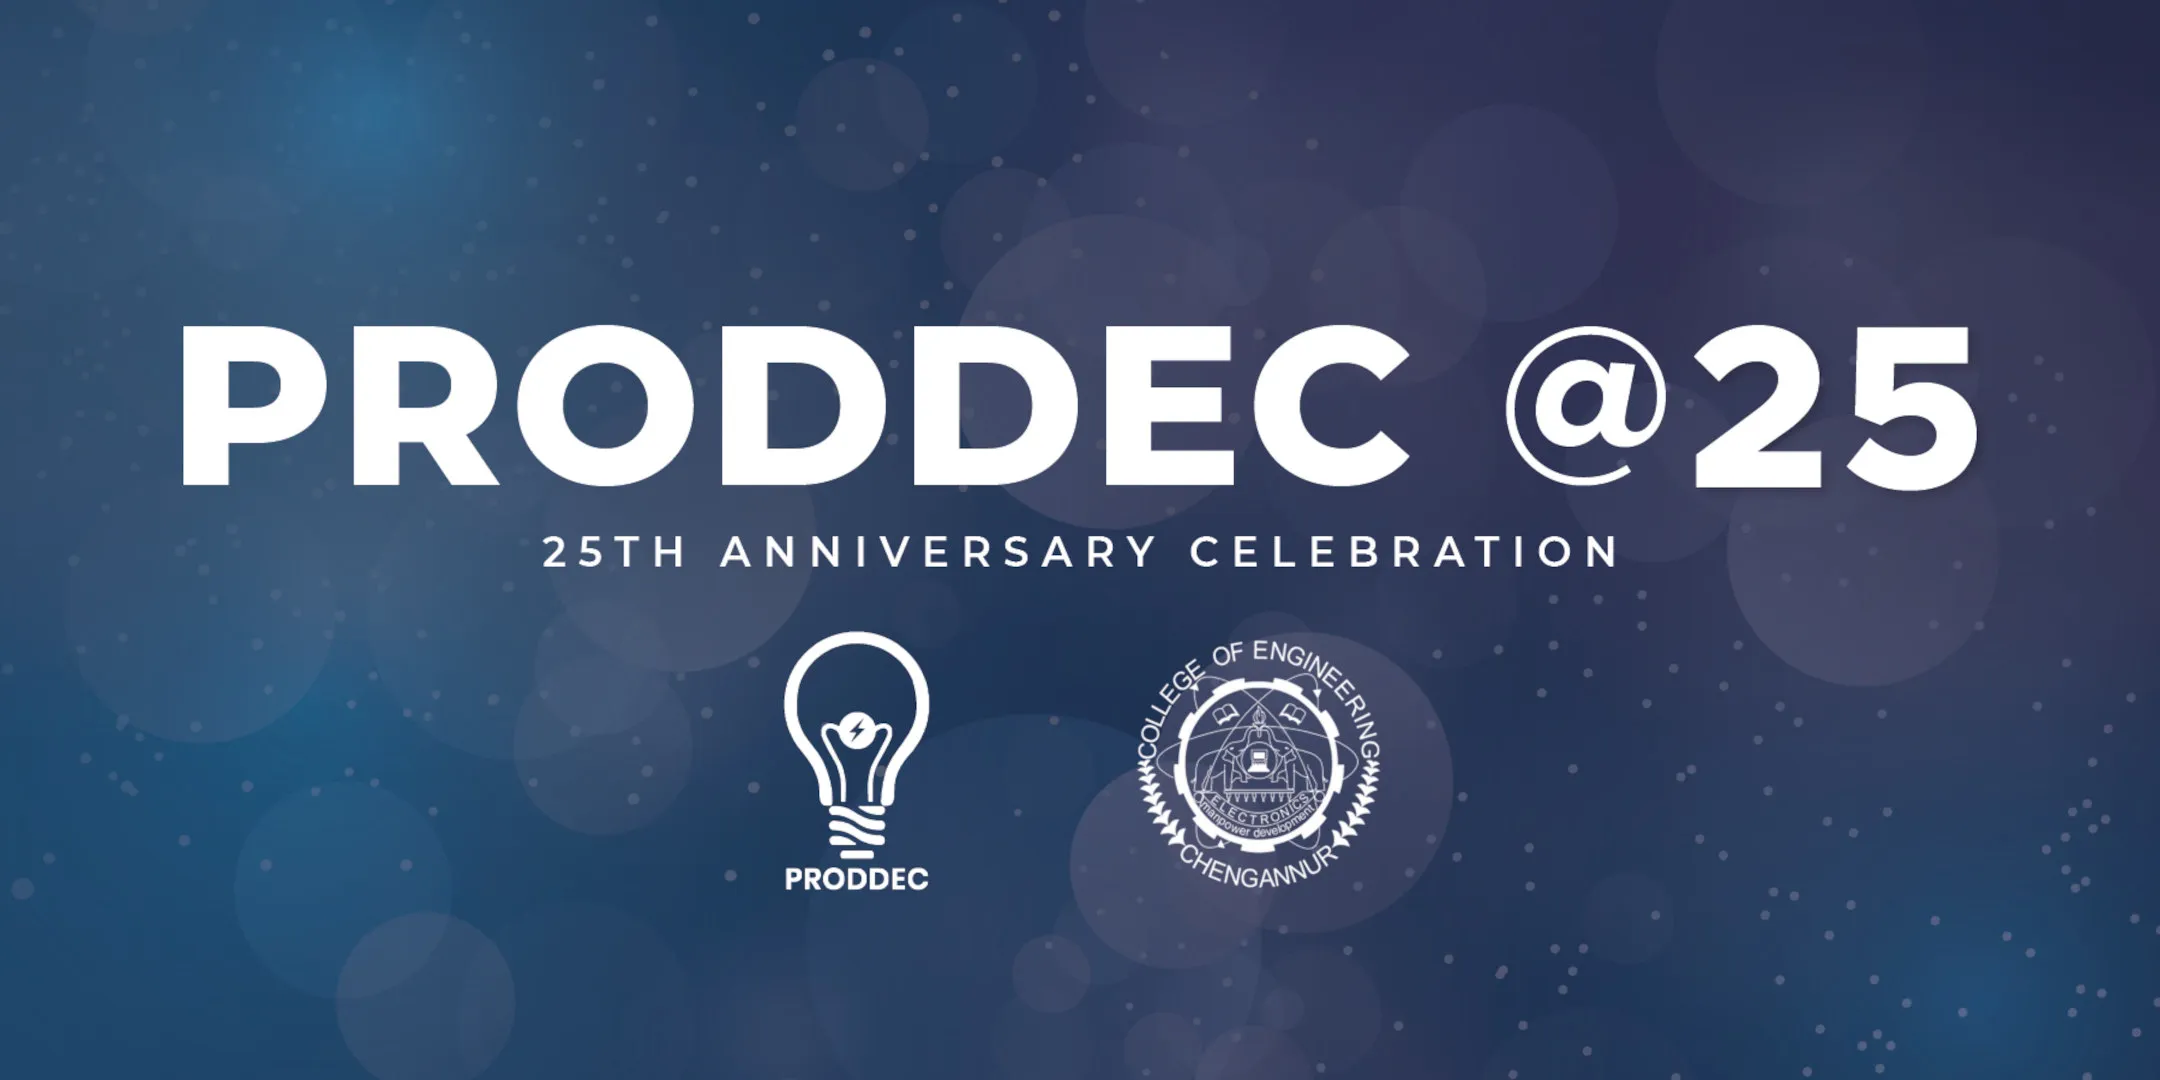 PRODDEC @25
25TH ANNIVERSARY CELEBRATION
PRODDEC
COLLEGE OF ENGINEERING
ELECTRONICS
manpower development
CHENGANNUR